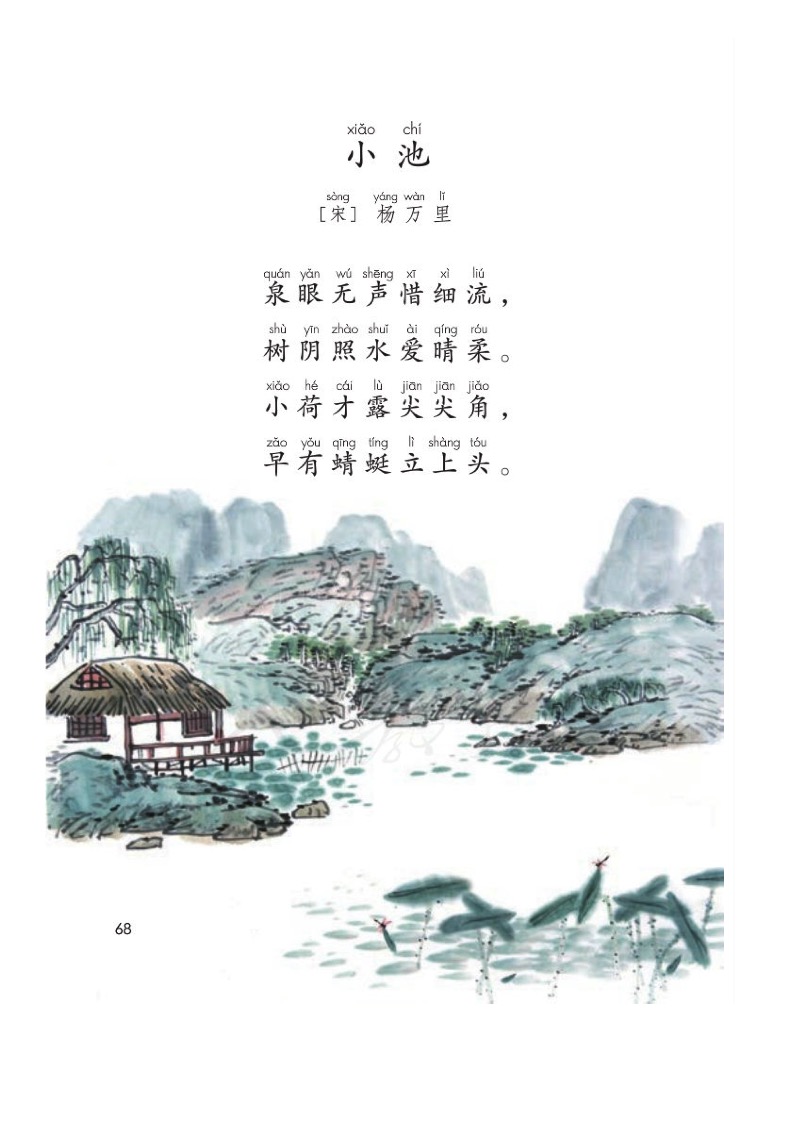 xiǎo chí
小池
sòng yáng wàn lǐ
[宋] 杨万里
quán yǎn wú shēng xī xì liú
泉眼无声惜细流，
shù yīn zhào shuǐ ài qíng róu
树阴照水爱晴柔。
xiǎo hé cái lù jiān jiān jiǎo
小荷才露尖尖角，
zǎo yǒu qīng tíng lì shàng tóu
早有蜻蜓立上头。
68